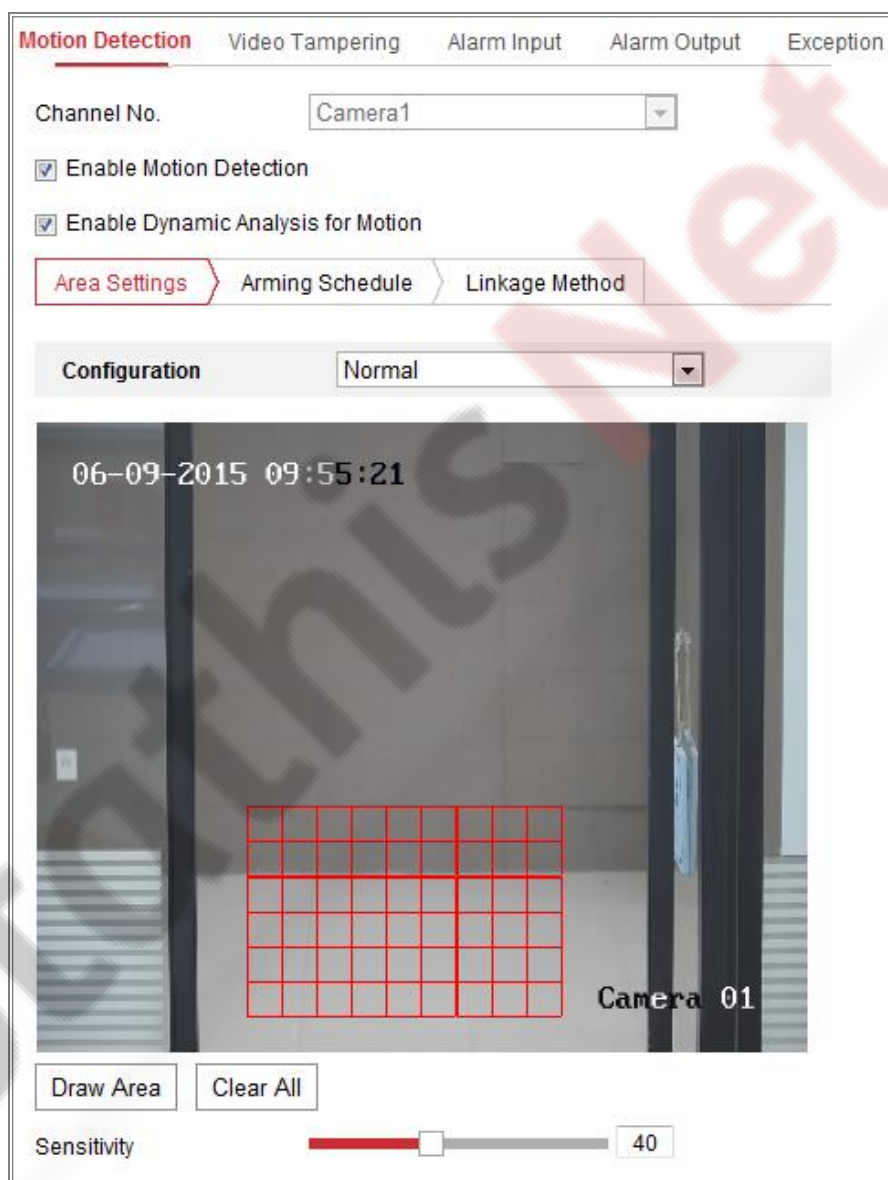 Motion Detection Video Tampering Alarm Input Alarm Output Exception
Channel No. Camera1
Enable Motion Detection
Enable Dynamic Analysis for Motion
Area Settings Arming Schedule Linkage Method
Configuration Normal
06-09-2015 09:55:21
Camera 01
Draw Area Clear All
Sensitivity 40
StathisNet